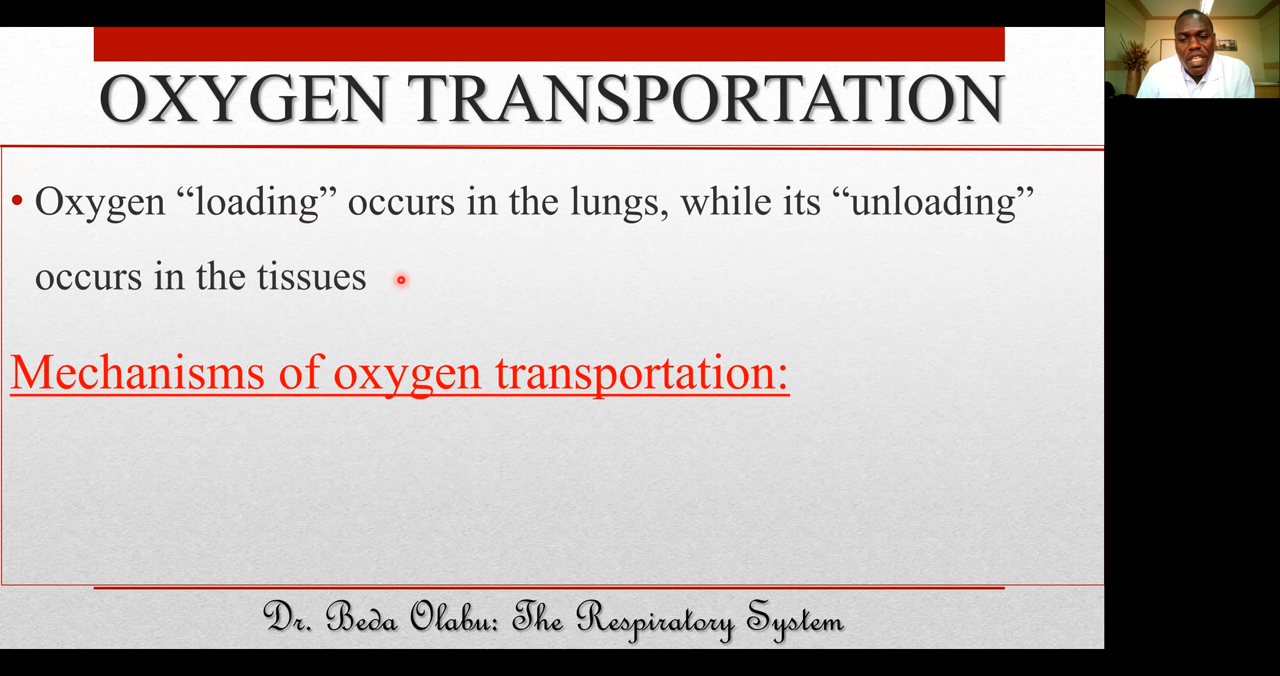 OXYGEN TRANSPORTATION
• Oxygen “loading” occurs in the lungs, while its “unloading”
occurs in the tissues
Mechanisms of oxygen transportation:
Dr. Beda Olabu: The Respiratory System